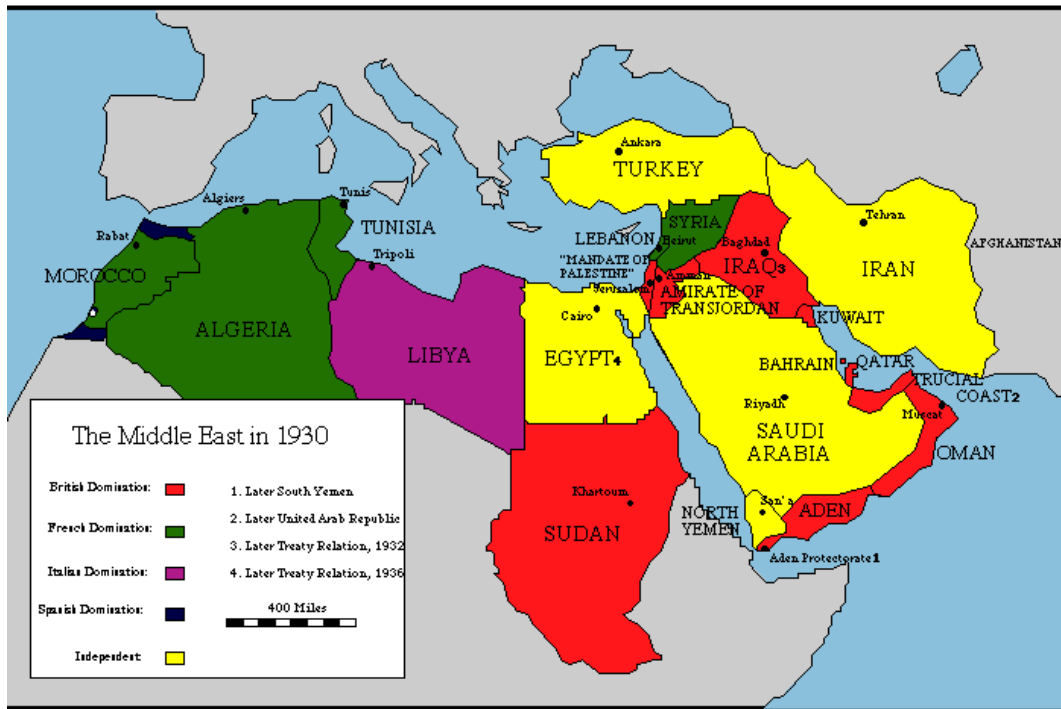 Ankara
TURKEY
Algiers
Tunis
Tehran
SYRIA
TUNISIA
Rabat
LEBANON
Beirut
Baghdad
AFGHANISTAN
Tripoli
"MANDATE OF
PALESTINE"
IRAQ3
IRAN
MOROCCO
Amman
Jerusalem
AMIRATE OF
TRANSJORDAN
Cairo
KUWAIT
ALGERIA
LIBYA
EGYPT4
BAHRAIN
QATAR
TRUCIAL
COAST2
Riyadh
Muscat
SAUDI
ARABIA
OMAN
Khartoum
San'a
NORTH
YEMEN
ADEN
SUDAN
Aden Protectorate1
The Middle East in 1930
British Domination:
1. Later South Yemen
French Domination:
2. Later United Arab Republic
3. Later Treaty Relation, 1932
Italian Domination:
4. Later Treaty Relation, 1936
Spanish Domination:
400 Miles
Independent: